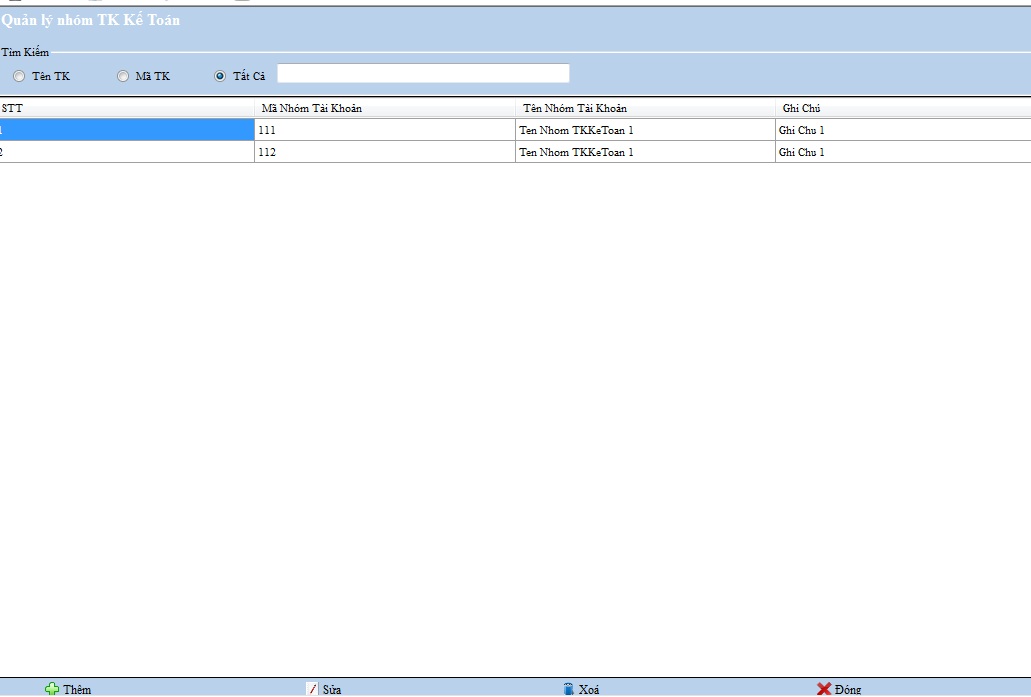 Quản lý nhóm TK Kế Toán
Tìm Kiếm
Tên TK Mã TK Tất Cả
STT Mã Nhóm Tài Khoản Tên Nhóm Tài Khoản Ghi Chú
1 111 Ten Nhom TKKeToan 1 Ghi Chu 1
2 112 Ten Nhom TKKeToan 1 Ghi Chu 1
Thêm Sửa Xoá Đóng